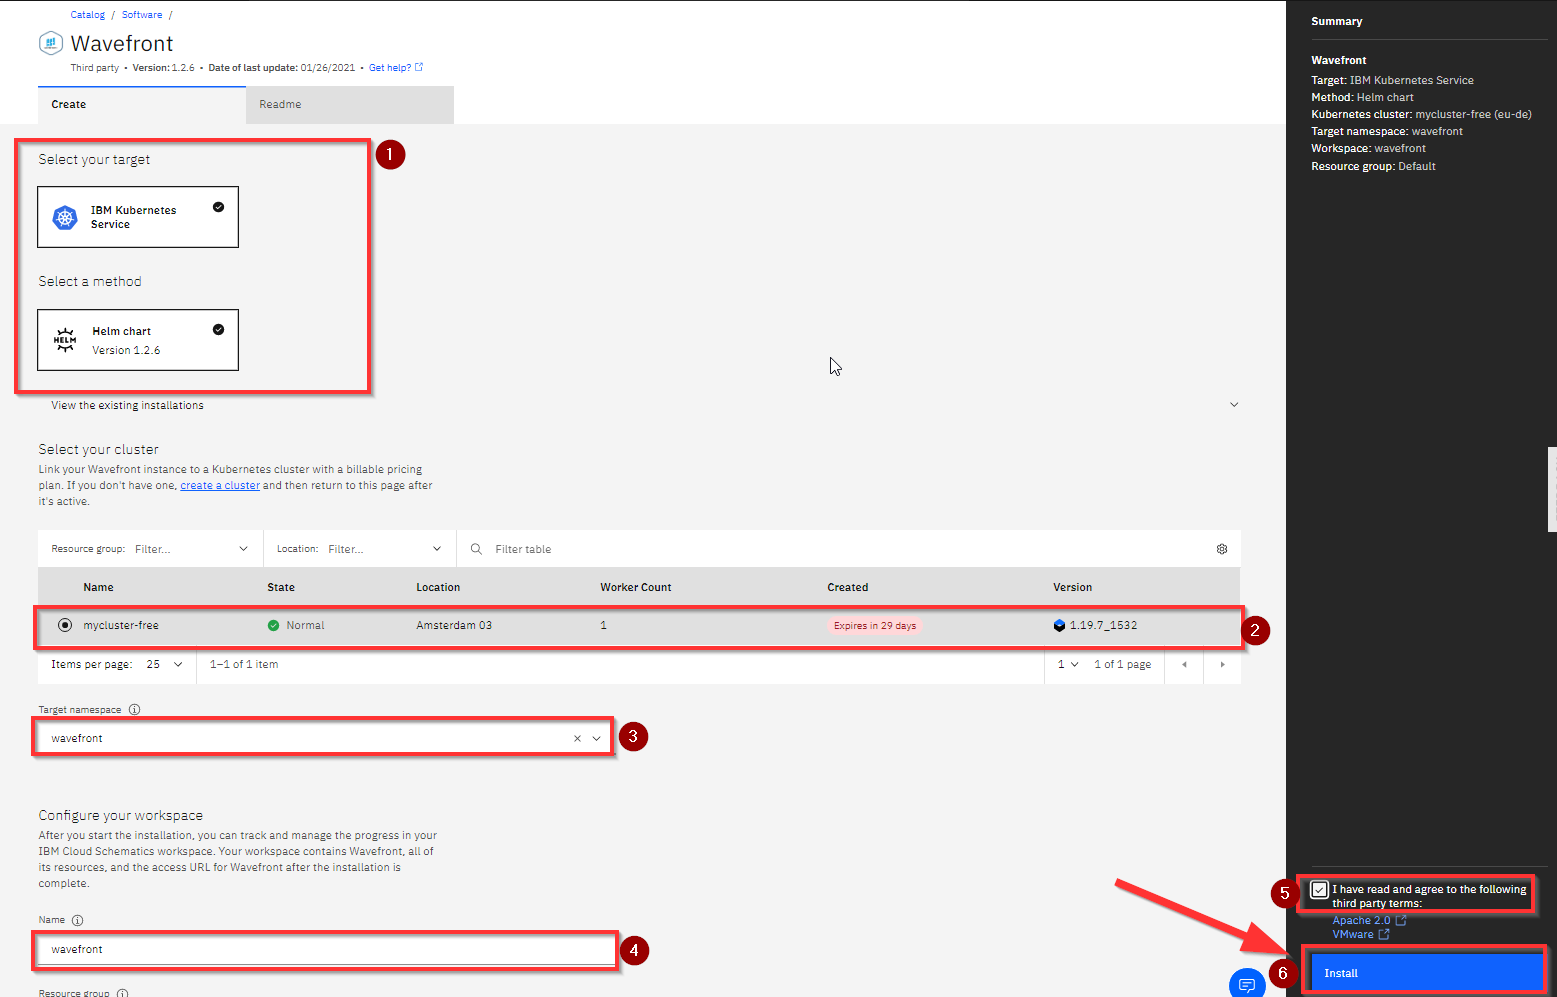 Catalog / Software /
Wavefront
Third party • Version: 1.2.6 • Date of last update: 01/26/2021 • Get help?
Create
Readme
1
Select your target
IBM Kubernetes
Service
Select a method
HELM
Helm chart
Version 1.2.6
View the existing installations
Select your cluster
Link your Wavefront instance to a Kubernetes cluster with a billable pricing
plan. If you don't have one, create a cluster and then return to this page after
it's active.
Resource group: Filter...
Location: Filter...
Filter table
Name State Location Worker Count Created Version
mycluster-free Normal Amsterdam 03 1 Expires in 29 days 1.19.7_1532
2
Items per page: 25 1–1 of 1 item 1 1 of 1 page
Target namespace
wavefront
3
Configure your workspace
After you start the installation, you can track and manage the progress in your
IBM Cloud Schematics workspace. Your workspace contains Wavefront, all of
its resources, and the access URL for Wavefront after the installation is
complete.
Name
wavefront
4
Resource group
Summary
Wavefront
Target: IBM Kubernetes Service
Method: Helm chart
Kubernetes cluster: mycluster-free (eu-de)
Target namespace: wavefront
Workspace: wavefront
Resource group: Default
5
I have read and agree to the following
third party terms:
Apache 2.0
VMware
6
Install